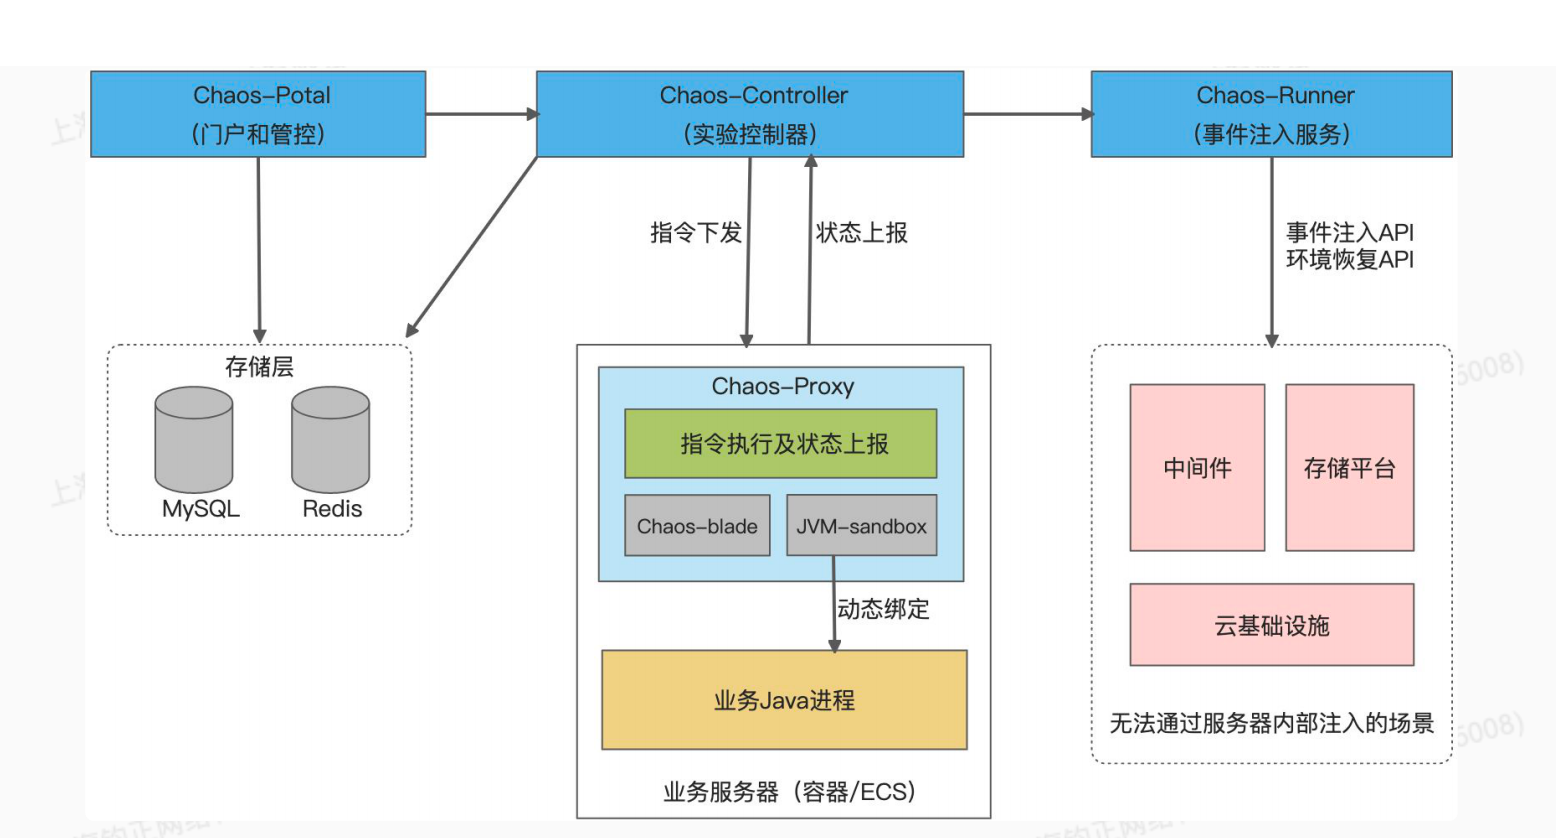 Chaos-Potal
（门户和管控）
Chaos-Controller
（实验控制器）
Chaos-Runner
（事件注入服务）
指令下发
状态上报
事件注入API
环境恢复API
存储层
MySQL
Redis
Chaos-Proxy
指令执行及状态上报
Chaos-blade
JVM-sandbox
动态绑定
业务Java进程
业务服务器（容器/ECS）
中间件
存储平台
云基础设施
无法通过服务器内部注入的场景
5008)
5008)